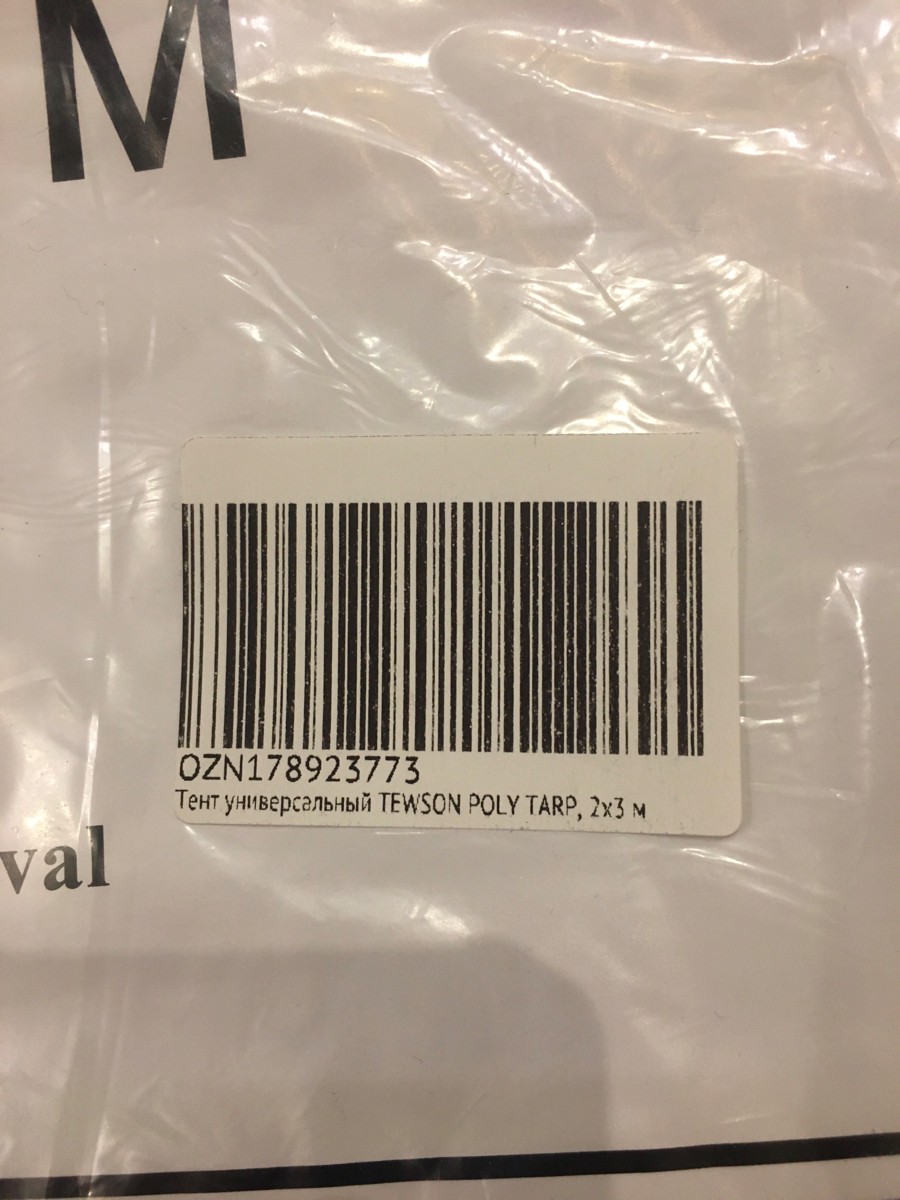 M
OZN178923773
Тент универсальный TEWSON POLY TARP, 2x3 м
val